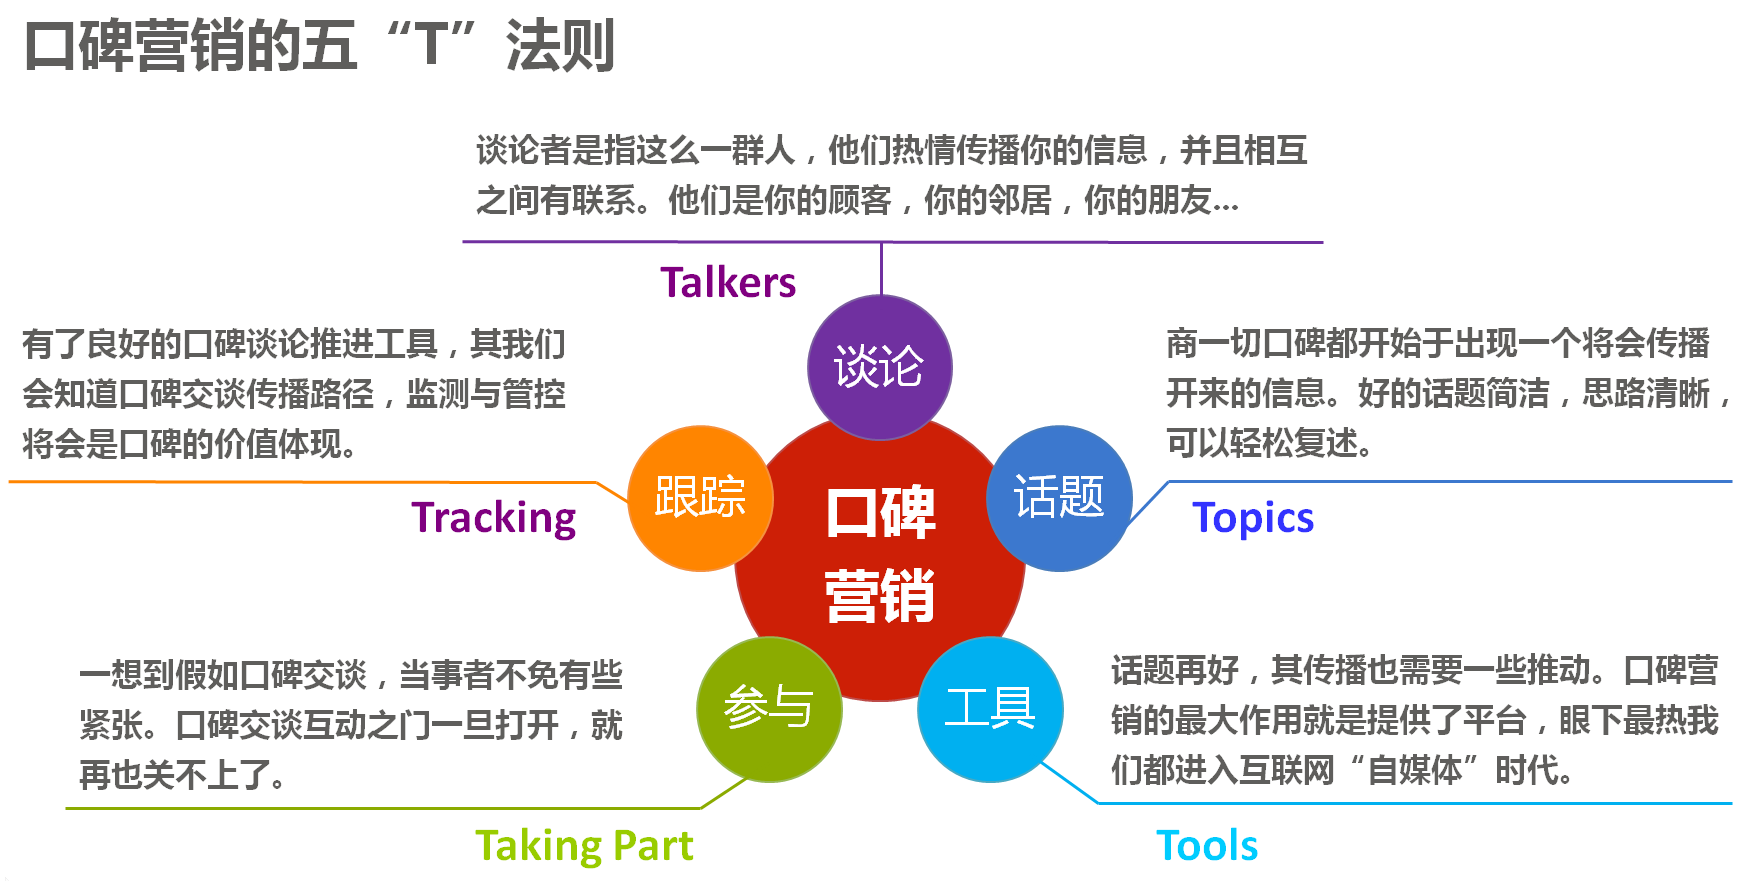 口碑营销的五“T”法则
谈论者是指这么一群人，他们热情传播你的信息，并且相互
之间有联系。他们是你的顾客，你的邻居，你的朋友...
Talkers
谈论
有了良好的口碑谈论推进工具，其我们
会知道口碑交谈传播路径，监测与管控
将会是口碑的价值体现。
Tracking
跟踪
商一切口碑都开始于出现一个将会传播
开来的信息。好的话题简洁，思路清晰，
可以轻松复述。
Topics
话题
口碑
营销
一想到假如口碑交谈，当事者不免有些
紧张。口碑交谈互动之门一旦打开，就
再也关不上了。
Taking Part
参与
话题再好，其传播也需要一些推动。口碑营
销的最大作用就是提供了平台，眼下最热我
们都进入互联网“自媒体”时代。
Tools
工具